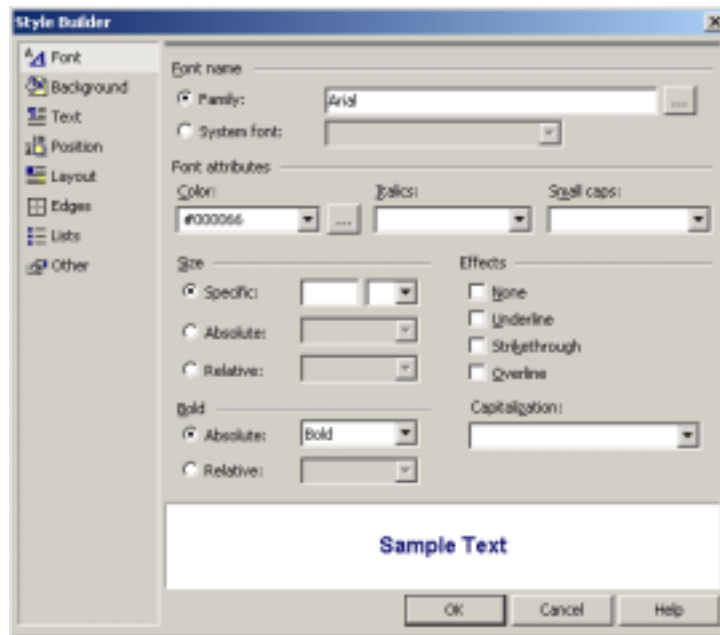 Style Builder
Font
Background
Text
Position
Layout
Edges
Lists
Other
Font name
Family:
Arial
...
System font:
Font attributes
Color: Italics: Small caps:
#000066 ...
Size
Specific:
Absolute:
Relative:
Effects
None
Underline
Strikethrough
Overline
Bold
Absolute: Bold
Relative:
Capitalization:
Sample Text
OK Cancel Help